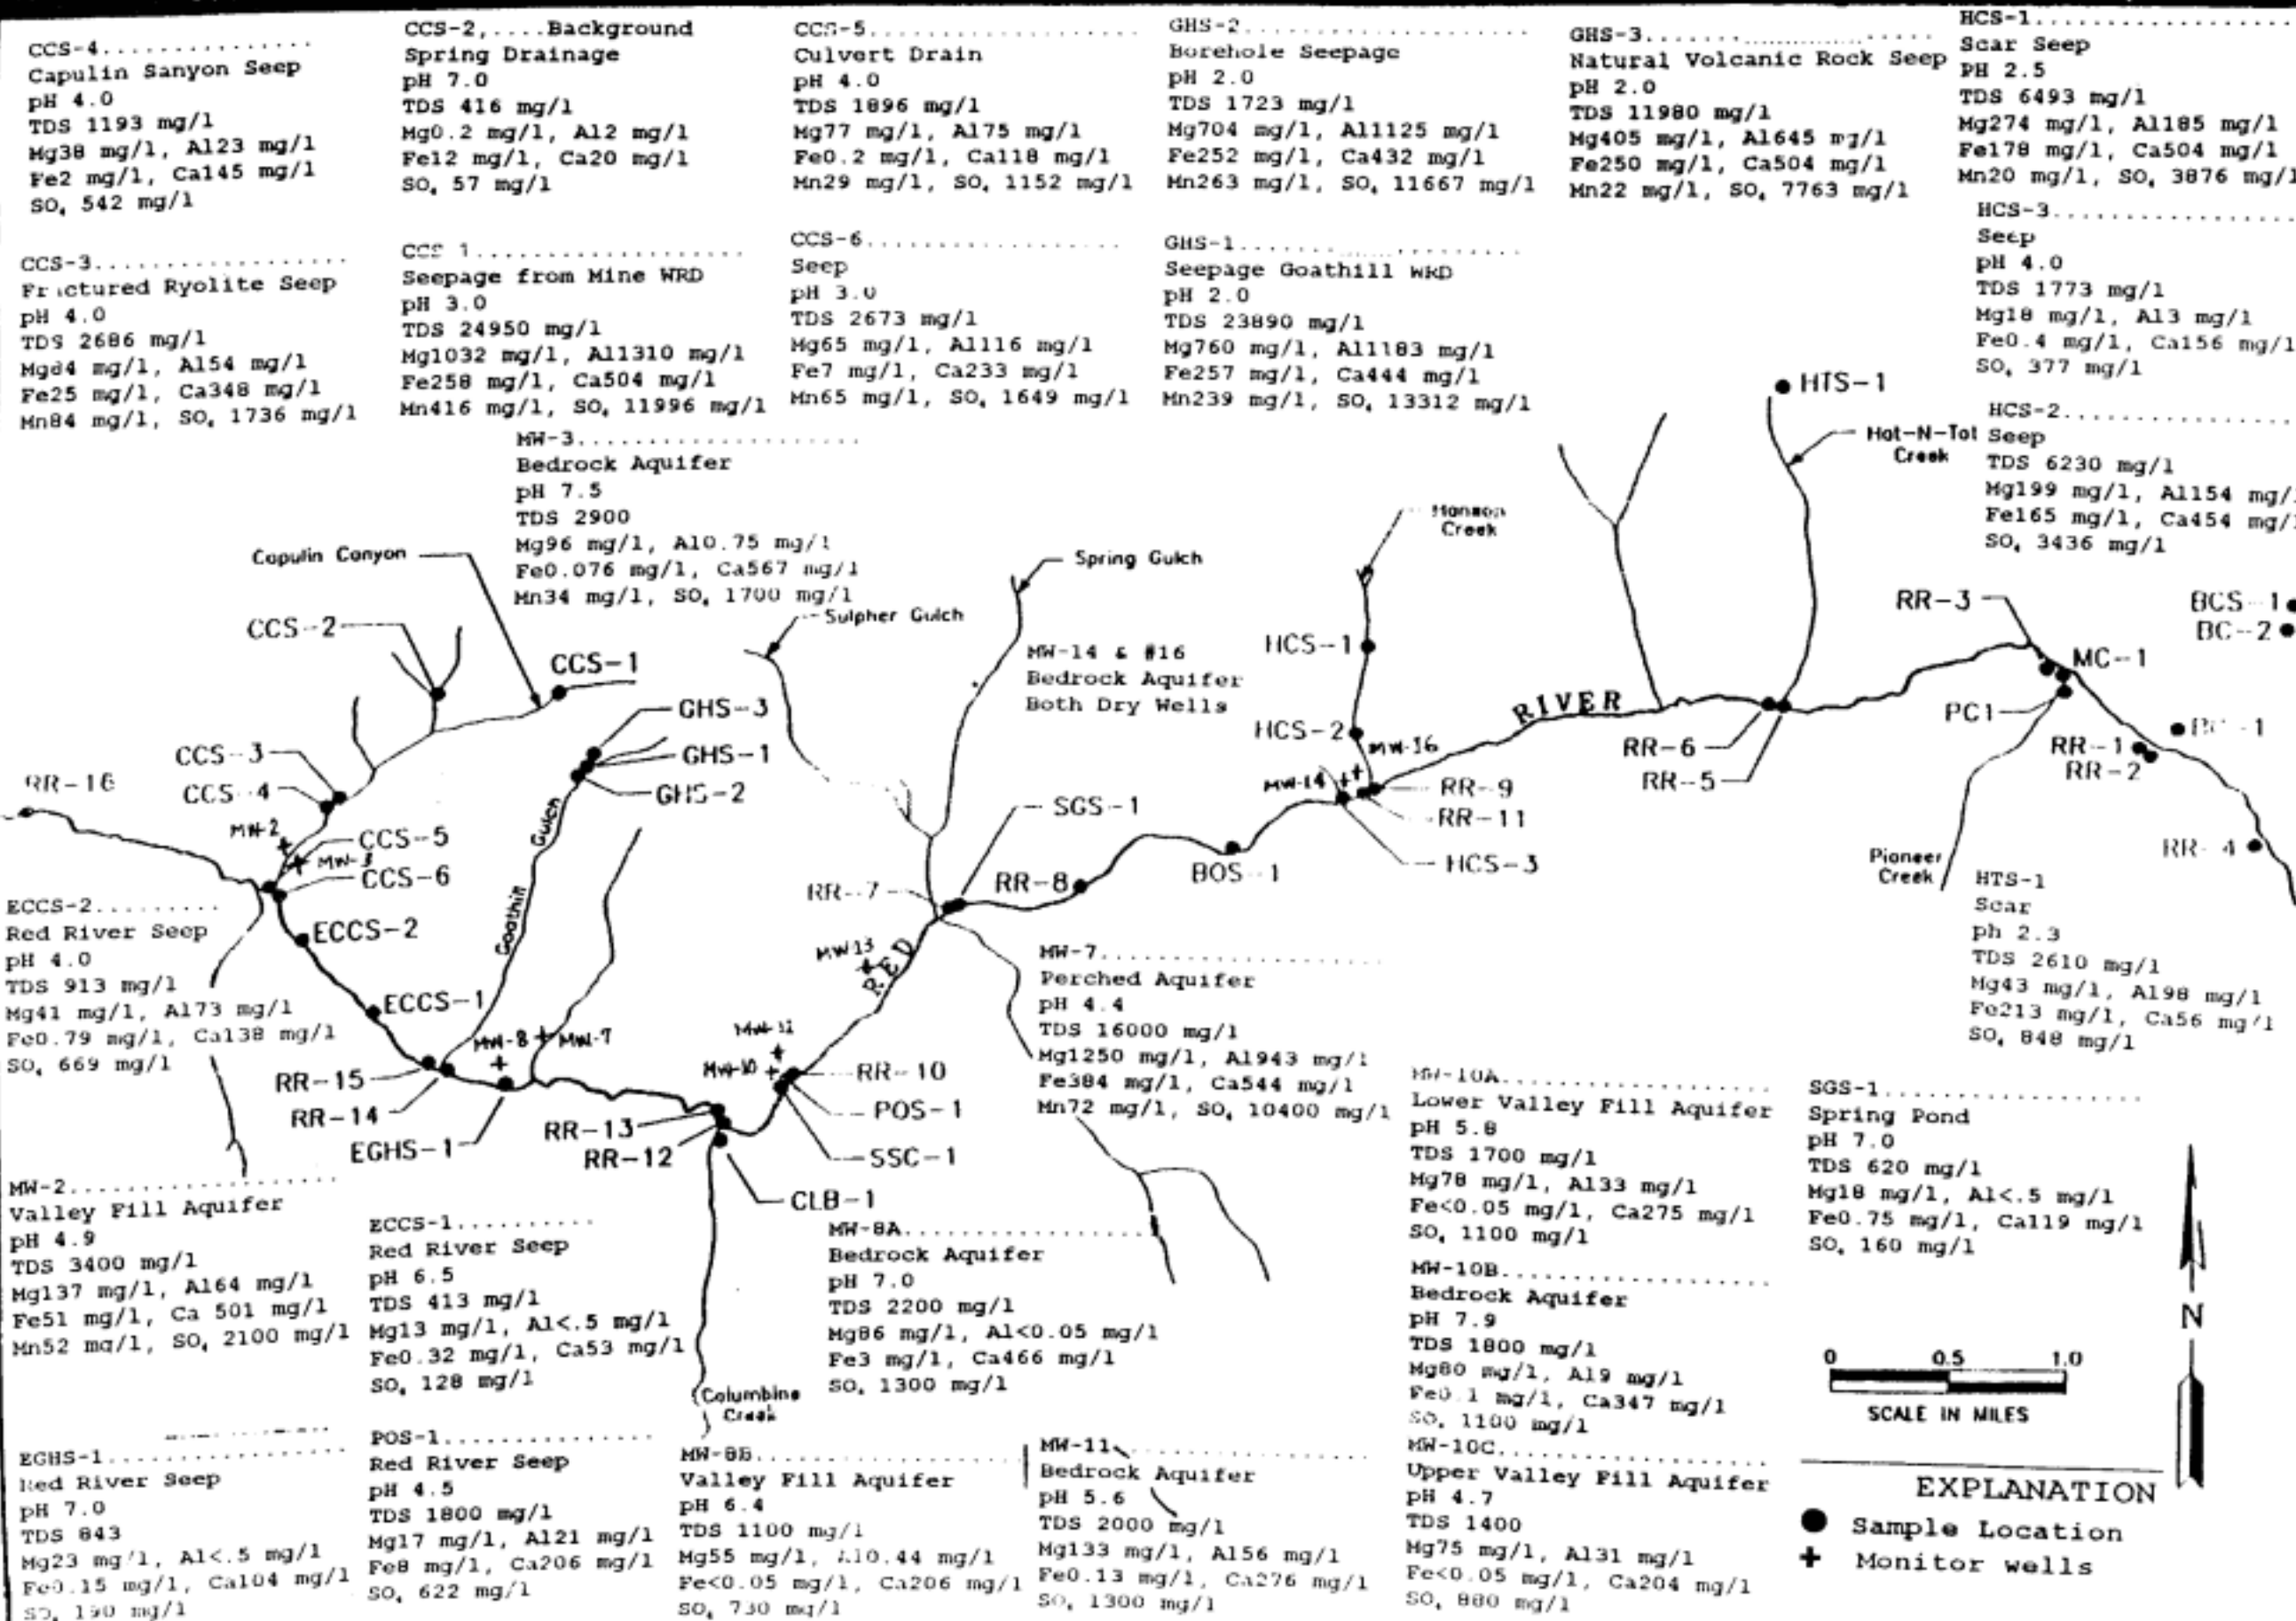 CCS-4...............
Capulin Sanyon Seep
pH 4.0
TDS 1193 mg/l
Mg38 mg/l, Al23 mg/l
Fe2 mg/l, Ca145 mg/l
SO₄ 542 mg/l
CCS-2,....Background
Spring Drainage
pH 7.0
TDS 416 mg/l
Mg0.2 mg/l, Al2 mg/l
Fe12 mg/l, Ca20 mg/l
SO₄ 57 mg/l
CCS-5..................
Culvert Drain
pH 4.0
TDS 1896 mg/l
Mg77 mg/l, Al75 mg/l
Fe0.2 mg/l, Ca118 mg/l
Mn29 mg/l, SO₄ 1152 mg/l
GHS-2...................
Borehole Seepage
pH 2.0
TDS 1723 mg/l
Mg704 mg/l, Al1125 mg/l
Fe252 mg/l, Ca432 mg/l
Mn263 mg/l, SO₄ 11667 mg/l
GHS-3...................
Natural Volcanic Rock Seep
pH 2.0
TDS 11980 mg/l
Mg405 mg/l, Al645 mg/l
Fe250 mg/l, Ca504 mg/l
Mn22 mg/l, SO₄ 7763 mg/l
HCS-1..................
Scar Seep
PH 2.5
TDS 6493 mg/l
Mg274 mg/l, Al185 mg/l
Fe178 mg/l, Ca504 mg/l
Mn20 mg/l, SO₄ 3876 mg/l
CCS-3..................
Fractured Ryolite Seep
pH 4.0
TDS 2686 mg/l
Mg84 mg/l, Al54 mg/l
Fe25 mg/l, Ca348 mg/l
Mn84 mg/l, SO₄ 1736 mg/l
CCS 1..................
Seepage from Mine WRD
pH 3.0
TDS 24950 mg/l
Mg1032 mg/l, Al1310 mg/l
Fe258 mg/l, Ca504 mg/l
Mn416 mg/l, SO₄ 11996 mg/l
CCS-6.................
Seep
pH 3.0
TDS 2673 mg/l
Mg65 mg/l, Al116 mg/l
Fe7 mg/l, Ca233 mg/l
Mn65 mg/l, SO₄ 1649 mg/l
GHS-1...................
Seepage Goathill WRD
pH 2.0
TDS 23890 mg/l
Mg760 mg/l, Al1183 mg/l
Fe257 mg/l, Ca444 mg/l
Mn239 mg/l, SO₄ 13312 mg/l
HCS-3.................
Seep
pH 4.0
TDS 1773 mg/l
Mg18 mg/l, Al3 mg/l
Fe0.4 mg/l, Ca156 mg/l
SO₄ 377 mg/l
HCS-2................
Seep
TDS 6230 mg/l
Mg199 mg/l, Al154 mg/
Fe165 mg/l, Ca454 mg/
SO₄ 3436 mg/l
MW-3...................
Bedrock Aquifer
pH 7.5
TDS 2900
Mg96 mg/l, Al0.75 mg/l
Fe0.076 mg/l, Ca567 mg/l
Mn34 mg/l, SO₄ 1700 mg/l
HTS-1
Hot-N-Tot
Creek
Capulin Canyon
Sulpher Gulch
Spring Gulch
Hanson
Creek
CCS-2
CCS-1
MW-14 & #16
Bedrock Aquifer
Both Dry Wells
HCS-1
HCS-2
MW-16
MW-14
RR-9
RR-11
HCS-3
RED
RIVER
RR-3
BCS-1
BC-2
MC-1
PC1
RR-1
RR-2
RR-4
RR-6
RR-5
Pioneer
Creek
CCS-3
CCS-4
RR-16
MW-2
CCS-5
MW-3
CCS-6
ECCS-2
ECCS-1
GHS-3
GHS-1
GHS-2
Goathill
Gulch
SGS-1
RR-7
RR-8
BOS-1
MW13
MW-8
MW-7
MW-11
MW-10
RR-10
POS-1
SSC-1
RR-15
RR-14
EGHS-1
RR-13
RR-12
CLB-1
Columbine
Creek
ECCS-2..........
Red River Seep
pH 4.0
TDS 913 mg/l
Mg41 mg/l, Al73 mg/l
Fe0.79 mg/l, Ca138 mg/l
SO₄ 669 mg/l
MW-7...................
Perched Aquifer
pH 4.4
TDS 16000 mg/l
Mg1250 mg/l, Al943 mg/l
Fe384 mg/l, Ca544 mg/l
Mn72 mg/l, SO₄ 10400 mg/l
HTS-1
Scar
ph 2.3
TDS 2610 mg/l
Mg43 mg/l, Al98 mg/l
Fe213 mg/l, Ca56 mg/l
SO₄ 848 mg/l
MW-10A..................
Lower Valley Fill Aquifer
pH 5.8
TDS 1700 mg/l
Mg78 mg/l, Al33 mg/l
Fe<0.05 mg/l, Ca275 mg/l
SO₄ 1100 mg/l
SGS-1.................
Spring Pond
pH 7.0
TDS 620 mg/l
Mg18 mg/l, Al<.5 mg/l
Fe0.75 mg/l, Ca119 mg/l
SO₄ 160 mg/l
MW-2..................
Valley Fill Aquifer
pH 4.9
TDS 3400 mg/l
Mg137 mg/l, Al64 mg/l
Fe51 mg/l, Ca 501 mg/l
Mn52 mg/l, SO₄ 2100 mg/l
ECCS-1..........
Red River Seep
pH 6.5
TDS 413 mg/l
Mg13 mg/l, Al<.5 mg/l
Fe0.32 mg/l, Ca53 mg/l
SO₄ 128 mg/l
MW-8A.................
Bedrock Aquifer
pH 7.0
TDS 2200 mg/l
Mg86 mg/l, Al<0.05 mg/l
Fe3 mg/l, Ca466 mg/l
SO₄ 1300 mg/l
MW-10B..................
Bedrock Aquifer
pH 7.9
TDS 1800 mg/l
Mg80 mg/l, Al9 mg/l
Fe0.1 mg/l, Ca347 mg/l
SO₄ 1100 mg/l
N
0 0.5 1.0
SCALE IN MILES
EGHS-1................
Red River Seep
pH 7.0
TDS 843
Mg23 mg/l, Al<.5 mg/l
Fe0.15 mg/l, Ca104 mg/l
SO₄ 190 mg/l
POS-1................
Red River Seep
pH 4.5
TDS 1800 mg/l
Mg17 mg/l, Al21 mg/l
Fe8 mg/l, Ca206 mg/l
SO₄ 622 mg/l
MW-8B.................
Valley Fill Aquifer
pH 6.4
TDS 1100 mg/l
Mg55 mg/l, Al0.44 mg/l
Fe<0.05 mg/l, Ca206 mg/l
SO₄ 730 mg/l
MW-11.................
Bedrock Aquifer
pH 5.6
TDS 2000 mg/l
Mg133 mg/l, Al56 mg/l
Fe0.13 mg/l, Ca276 mg/l
SO₄ 1300 mg/l
MW-10C..................
Upper Valley Fill Aquifer
pH 4.7
TDS 1400
Mg75 mg/l, Al31 mg/l
Fe<0.05 mg/l, Ca204 mg/l
SO₄ 880 mg/l
EXPLANATION
Sample Location
Monitor wells